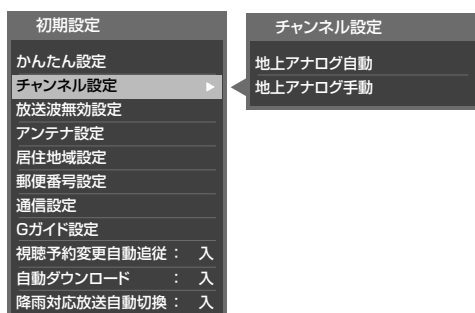 初期設定
かんたん設定
チャンネル設定
放送波無効設定
アンテナ設定
居住地域設定
郵便番号設定
通信設定
Gガイド設定
視聴予約変更自動追従： 入
自動ダウンロード ： 入
降雨対応放送自動切換： 入
チャンネル設定
地上アナログ自動
地上アナログ手動